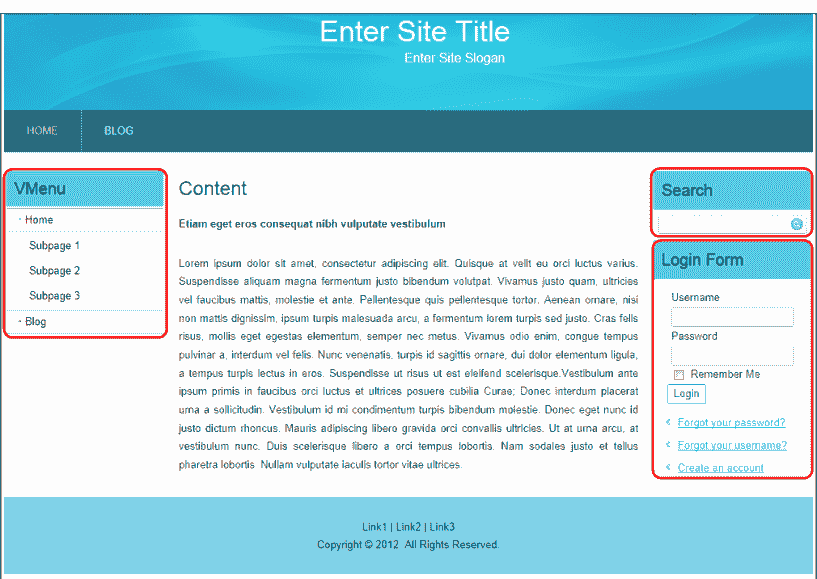 Enter Site Title
Enter Site Slogan
HOME
BLOG
VMenu
Home
Subpage 1
Subpage 2
Subpage 3
Blog
Content
Etiam eget eros consequat nibh vulputate vestibulum
Lorem ipsum dolor sit amet, consectetur adipiscing elit. Quisque at velit eu orci luctus varius.
Suspendisse aliquam magna fermentum justo bibendum volutpat. Vivamus justo quam, ultricies
vel faucibus mattis, molestie et ante. Pellentesque quis pellentesque tortor. Aenean ornare, nisi
non mattis dignissim, ipsum turpis malesuada arcu, a fermentum lorem turpis sed justo. Cras felis
risus, mollis eget egestas elementum, semper nec metus. Vivamus odio enim, congue tempus
pulvinar a, interdum vel felis. Nunc venenatis, turpis id sagittis ornare, dui dolor elementum ligula,
a tempus turpis lectus in eros. Suspendisse ut risus ut est eleifend scelerisque.Vestibulum ante
ipsum primis in faucibus orci luctus et ultrices posuere cubilia Curae; Donec interdum placerat
urna a sollicitudin. Vestibulum id mi condimentum turpis bibendum molestie. Donec eget nunc id
justo dictum rhoncus. Mauris adipiscing libero gravida orci convallis ultricies. Ut at urna arcu, at
vestibulum nunc. Duis scelerisque libero a orci tempus lobortis. Nam sodales justo et tellus
pharetra lobortis. Nullam vulputate iaculis tortor vitae ultrices.
Search
Login Form
Username
Password
Remember Me
Login
Forgot your password?
Forgot your username?
Create an account
Link1 | Link2 | Link3
Copyright © 2012. All Rights Reserved.